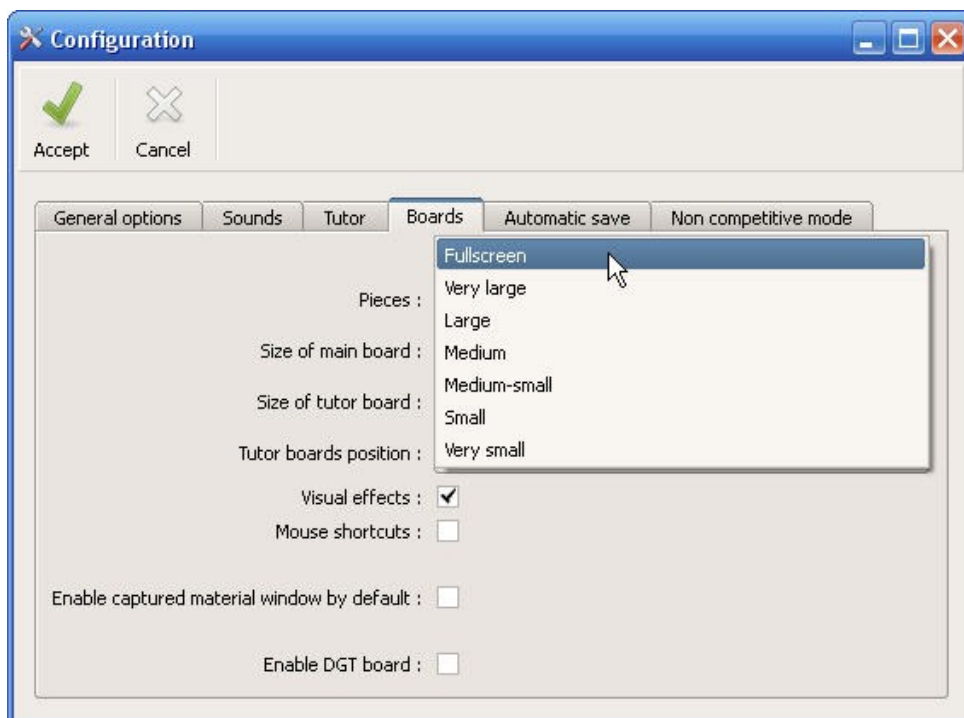 Configuration
Accept Cancel
General options Sounds Tutor Boards Automatic save Non competitive mode
Fullscreen
Very large
Pieces :
Large
Size of main board :
Medium
Medium-small
Size of tutor board :
Small
Tutor boards position :
Very small
Visual effects :
Mouse shortcuts :
Enable captured material window by default :
Enable DGT board :